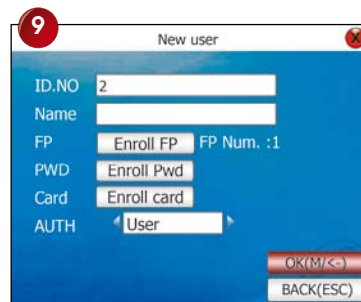 9
New user
ID.NO 2
Name
FP Enroll FP FP Num. :1
PWD Enroll Pwd
Card Enroll card
AUTH User
OK(M/<-)
BACK(ESC)